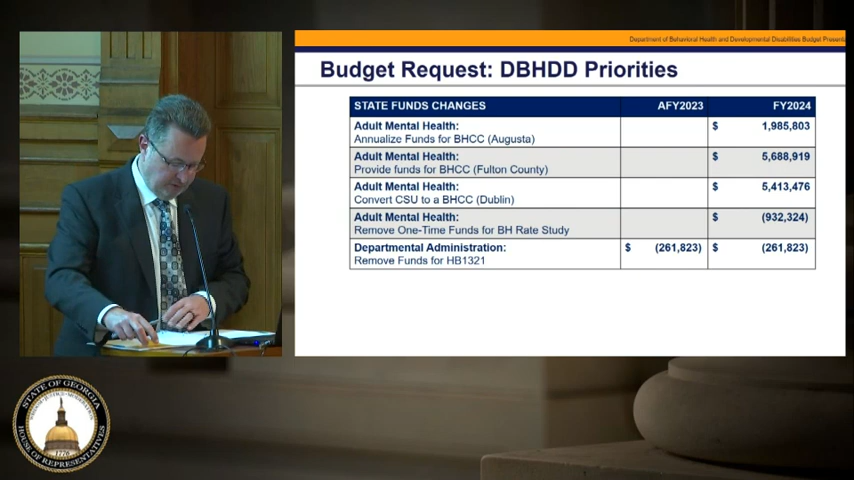 Department of Behavioral Health and Developmental Disabilities Budget Presenta
Budget Request: DBHDD Priorities
STATE FUNDS CHANGES AFY2023 FY2024
Adult Mental Health:
Annualize Funds for BHCC (Augusta) $ 1,985,803
Adult Mental Health:
Provide funds for BHCC (Fulton County) $ 5,688,919
Adult Mental Health:
Convert CSU to a BHCC (Dublin) $ 5,413,476
Adult Mental Health:
Remove One-Time Funds for BH Rate Study $ (932,324)
Departmental Administration:
Remove Funds for HB1321 $ (261,823) $ (261,823)
STATE OF GEORGIA
HOUSE OF REPRESENTATIVES
1776